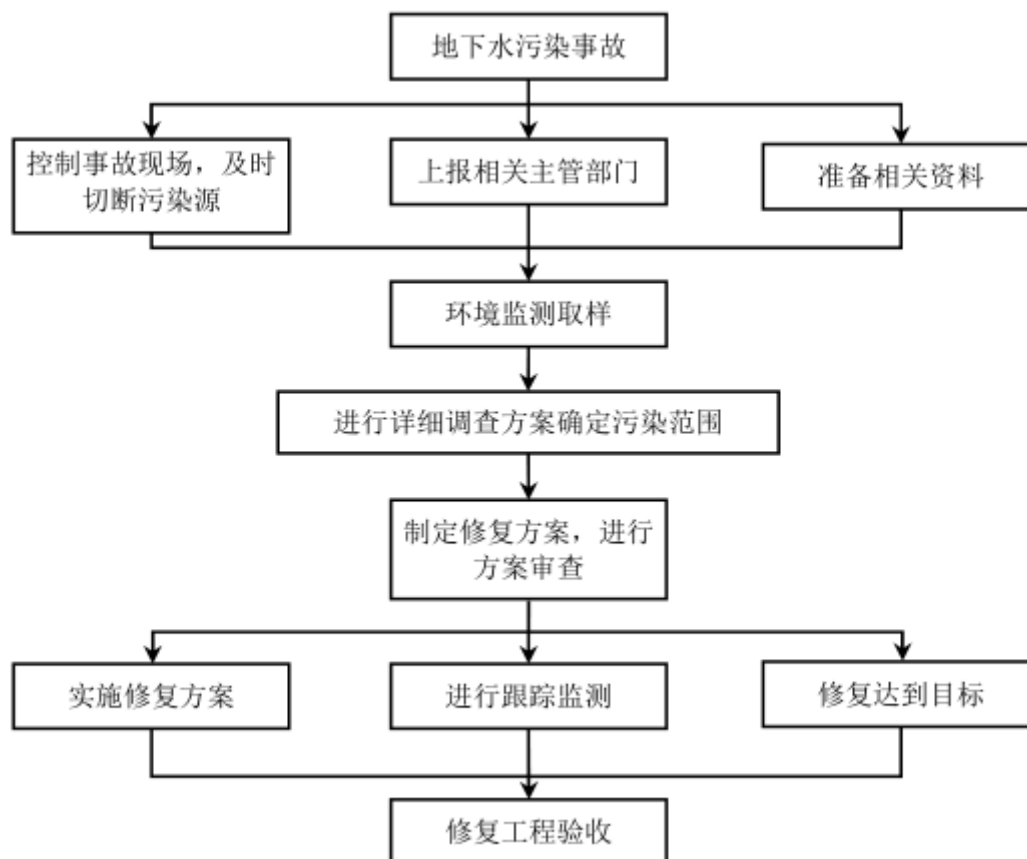 地下水污染事故
控制事故现场，及时
切断污染源
上报相关主管部门
准备相关资料
环境监测取样
进行详细调查方案确定污染范围
制定修复方案，进行
方案审查
实施修复方案
进行跟踪监测
修复达到目标
修复工程验收